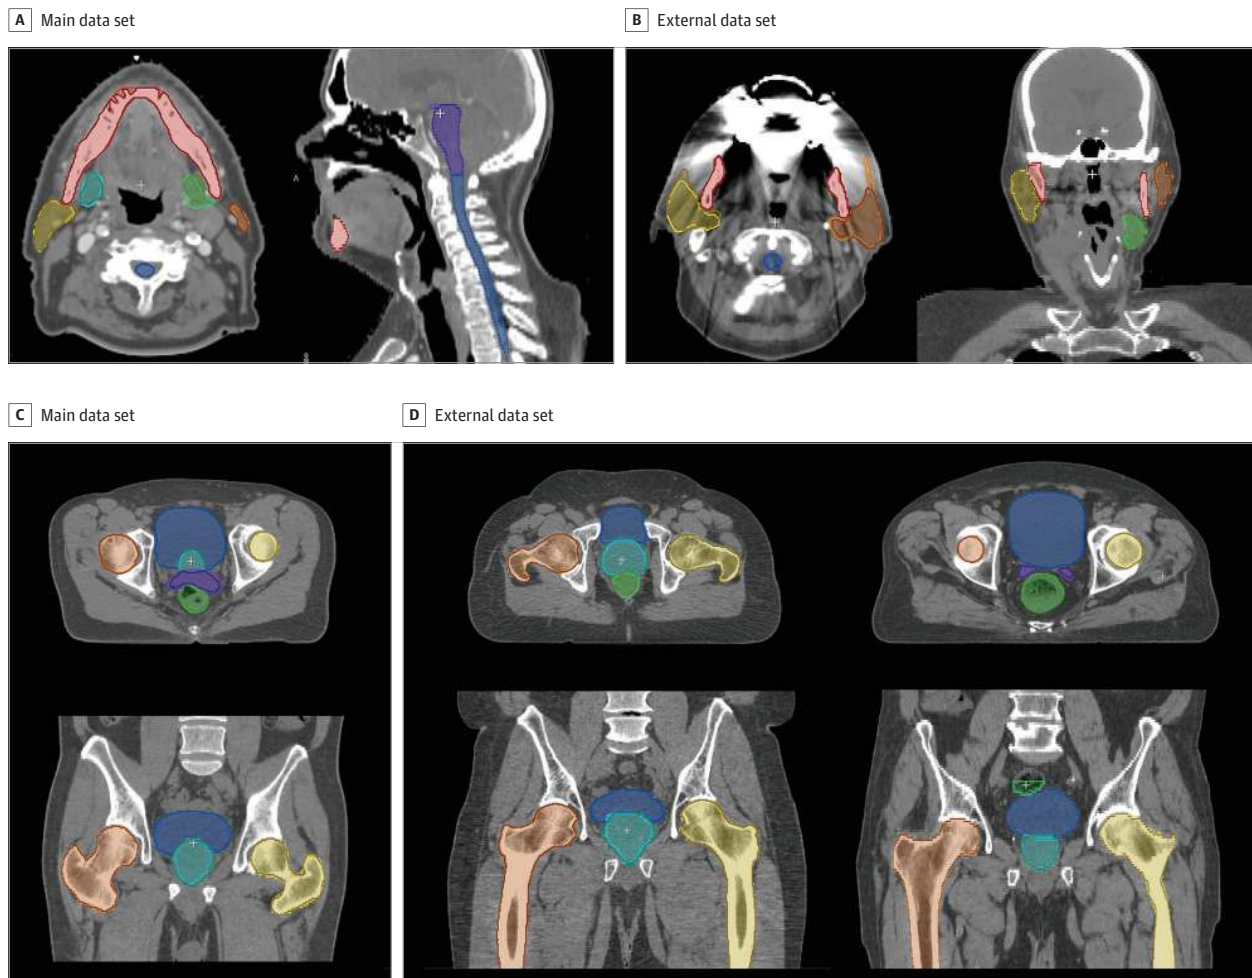 A Main data set
B External data set
C Main data set
D External data set